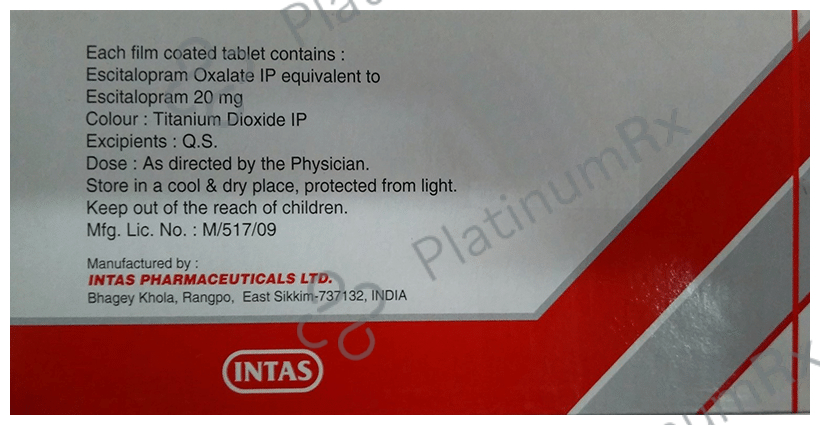 Each film coated tablet contains :
Escitalopram Oxalate IP equivalent to
Escitalopram 20 mg
Colour : Titanium Dioxide IP
Excipients : Q.S.
Dose : As directed by the Physician.
Store in a cool & dry place, protected from light.
Keep out of the reach of children.
Mfg. Lic. No. : M/517/09
Manufactured by :
INTAS PHARMACEUTICALS LTD.
Bhagey Khola, Rangpo, East Sikkim-737132, INDIA
INTAS
PlatinumRx